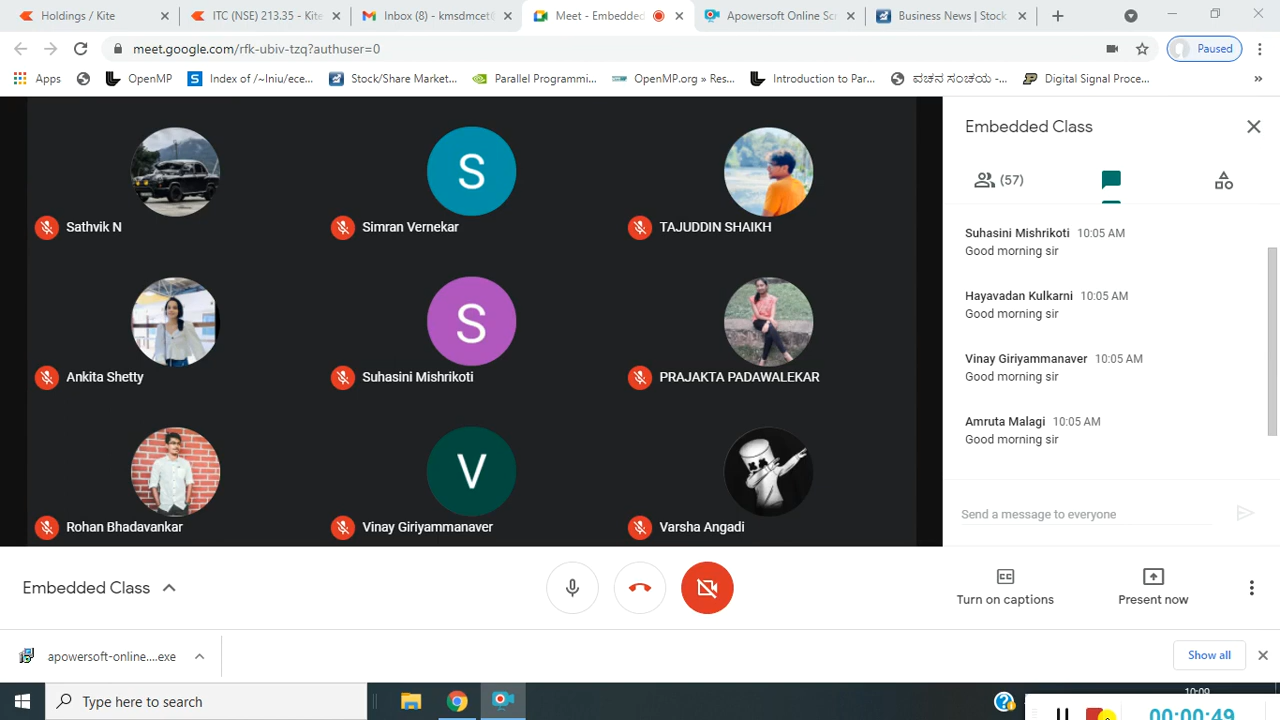 Holdings / Kite
ITC (NSE) 213.35 - Kite
Inbox (8) - kmsdmcet@
Meet - Embedded
Apowersoft Online Scr
Business News | Stock
meet.google.com/rfk-ubiv-tzq?authuser=0
Paused
Apps
OpenMP
Index of /~lniu/ece...
Stock/Share Market...
Parallel Programmi...
OpenMP.org » Res...
Introduction to Par...
ವಚನ ಸಂಚಯ -...
Digital Signal Proce...
»
Embedded Class
(57)
S
S
V
Sathvik N
Simran Vernekar
TAJUDDIN SHAIKH
Ankita Shetty
Suhasini Mishrikoti
PRAJAKTA PADAWALEKAR
Rohan Bhadavankar
Vinay Giriyammanaver
Varsha Angadi
Suhasini Mishrikoti 10:05 AM
Good morning sir
Hayavadan Kulkarni 10:05 AM
Good morning sir
Vinay Giriyammanaver 10:05 AM
Good morning sir
Amruta Malagi 10:05 AM
Good morning sir
Send a message to everyone
Embedded Class
CC
Turn on captions
Present now
apowersoft-online....exe
Show all
Type here to search
10:09
00:00:49